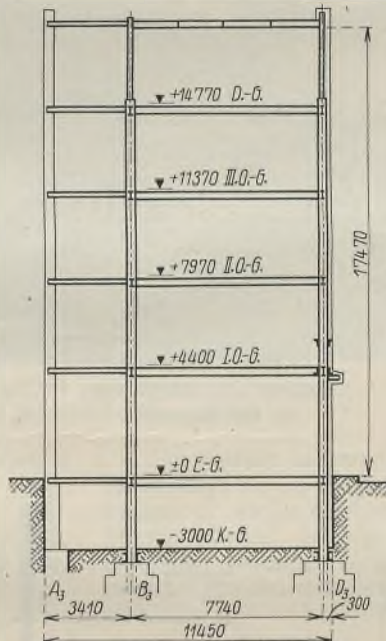 +14770 D.-G.
+11370 III.O.-G.
+7970 II.O.-G.
17470
+4400 I.O.-G.
±0 E.-G.
-3000 K.-G.
A3 B3 D3
3410 7740 300
11450